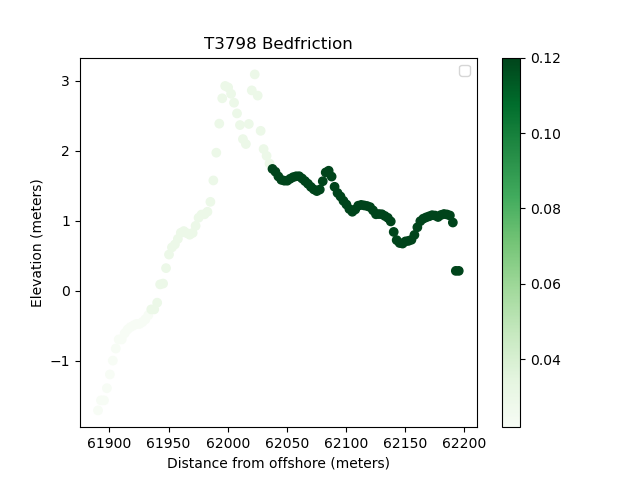 T3798 Bedfriction
Elevation (meters)
3
2
1
0
−1
61900 61950 62000 62050 62100 62150 62200
Distance from offshore (meters)
0.12
0.10
0.08
0.06
0.04